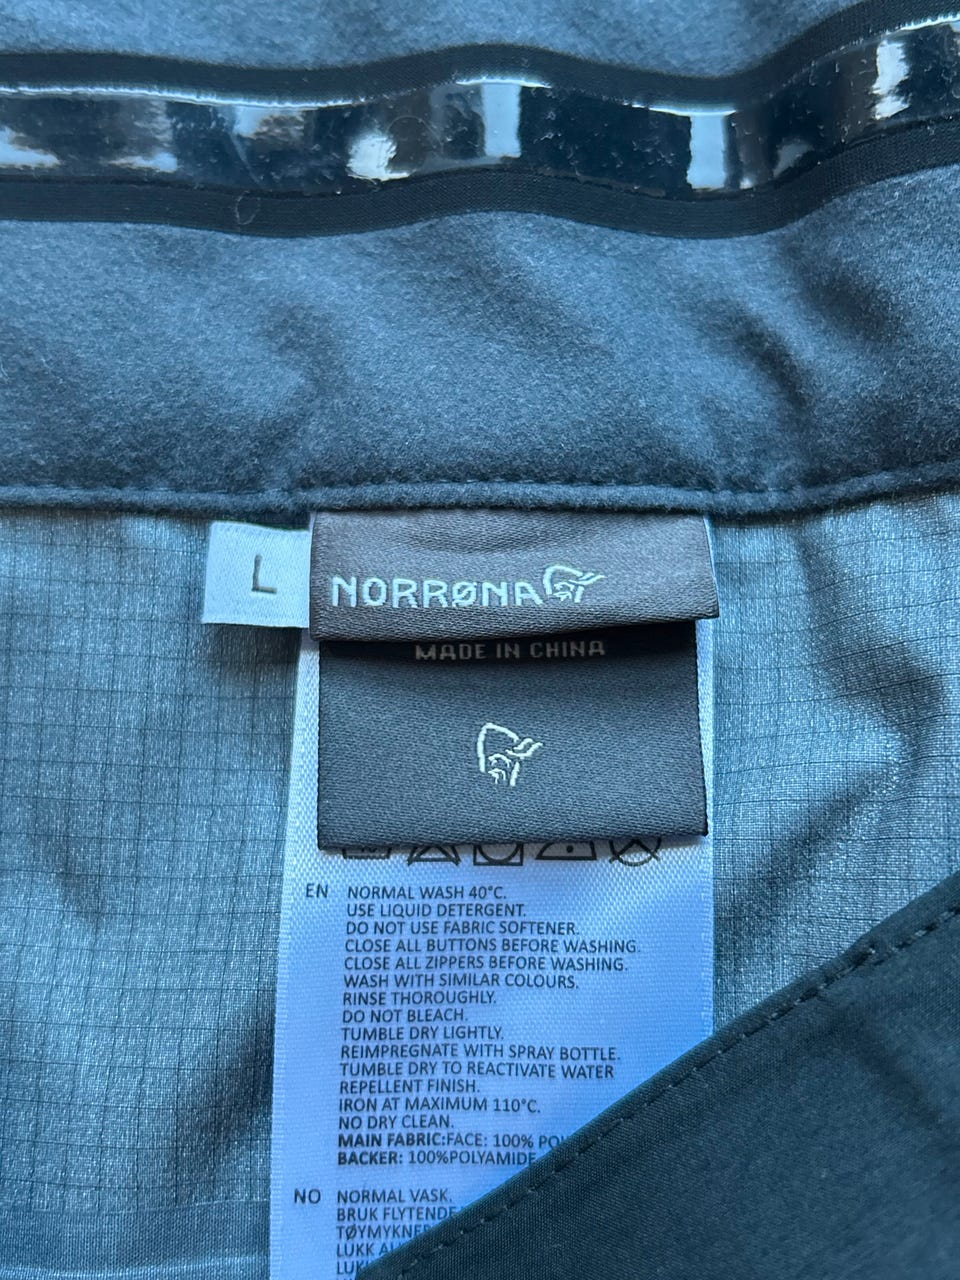 L
NORRØNA
MADE IN CHINA
EN
NORMAL WASH 40°C.
USE LIQUID DETERGENT.
DO NOT USE FABRIC SOFTENER.
CLOSE ALL BUTTONS BEFORE WASHING.
CLOSE ALL ZIPPERS BEFORE WASHING.
WASH WITH SIMILAR COLOURS.
RINSE THOROUGHLY.
DO NOT BLEACH.
TUMBLE DRY LIGHTLY.
REIMPREGNATE WITH SPRAY BOTTLE.
TUMBLE DRY TO REACTIVATE WATER
REPELLENT FINISH.
IRON AT MAXIMUM 110°C.
NO DRY CLEAN.
MAIN FABRIC:FACE: 100%
BACKER: 100%POLYAMIDE
NO
NORMAL VASK.
BRUK
LUKK